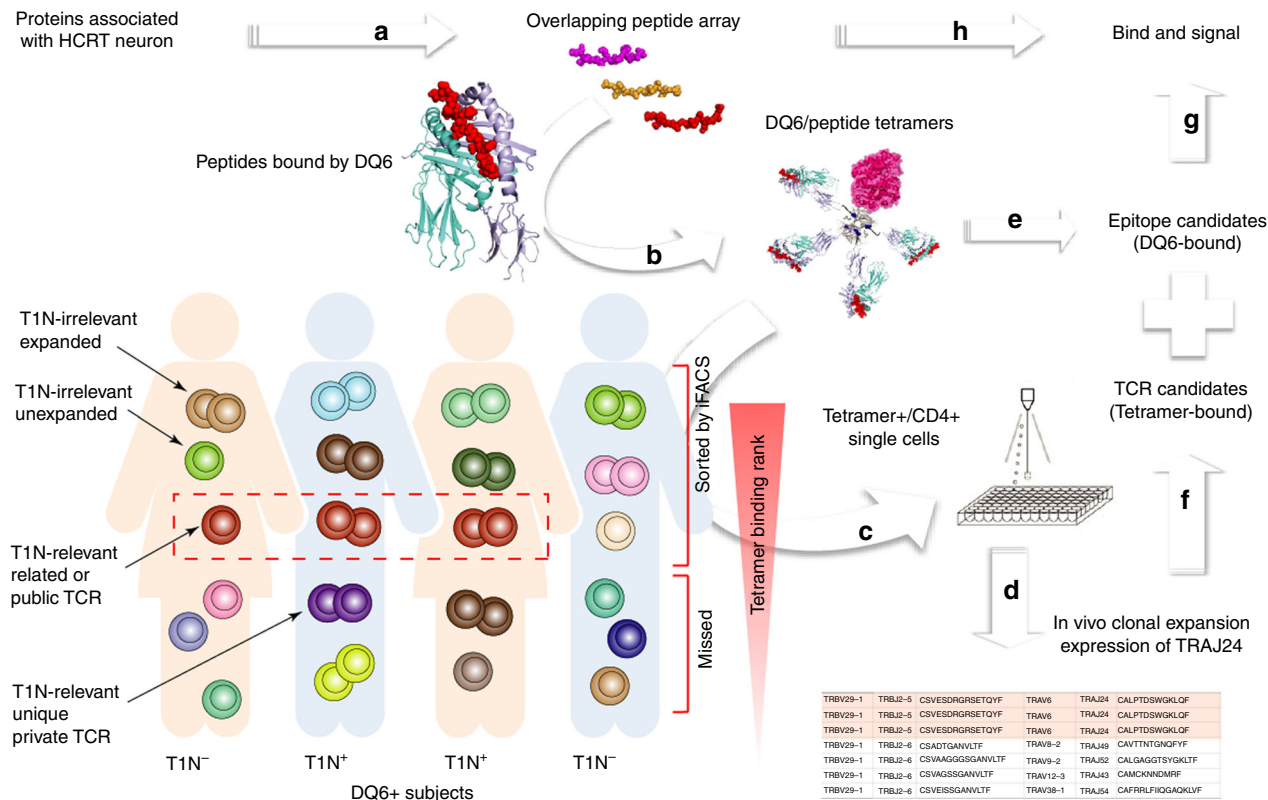 Proteins associated
with HCRT neuron
a
Overlapping peptide array
h
Bind and signal
g
Peptides bound by DQ6
DQ6/peptide tetramers
b
e
Epitope candidates
(DQ6-bound)
T1N-irrelevant
expanded
T1N-irrelevant
unexpanded
T1N-relevant
related or
public TCR
T1N-relevant
unique
private TCR
Sorted by iFACS
Missed
Tetramer binding rank
Tetramer+/CD4+
single cells
TCR candidates
(Tetramer-bound)
c
f
d
In vivo clonal expansion
expression of TRAJ24
T1N⁻ T1N⁺ T1N⁺ T1N⁻
DQ6+ subjects
TRBV29–1 TRBJ2–5 CSVESDRGRSETQYF TRAV6 TRAJ24 CALPTDSWGKLQF
TRBV29–1 TRBJ2–5 CSVESDRGRSETQYF TRAV6 TRAJ24 CALPTDSWGKLQF
TRBV29–1 TRBJ2–5 CSVESDRGRSETQYF TRAV6 TRAJ24 CALPTDSWGKLQF
TRBV29–1 TRBJ2–6 CSADTGANVLTF TRAV8–2 TRAJ49 CAVTTNTGNQFYF
TRBV29–1 TRBJ2–6 CSVAAGGGSGANVLTF TRAV9–2 TRAJ52 CALGAGGTSYGKLTF
TRBV29–1 TRBJ2–6 CSVAGSSGANVLTF TRAV12–3 TRAJ43 CAMCKNNDMRF
TRBV29–1 TRBJ2–6 CSVEISSGANVLTF TRAV38–1 TRAJ54 CAFRRLFIIQGAQKLVF